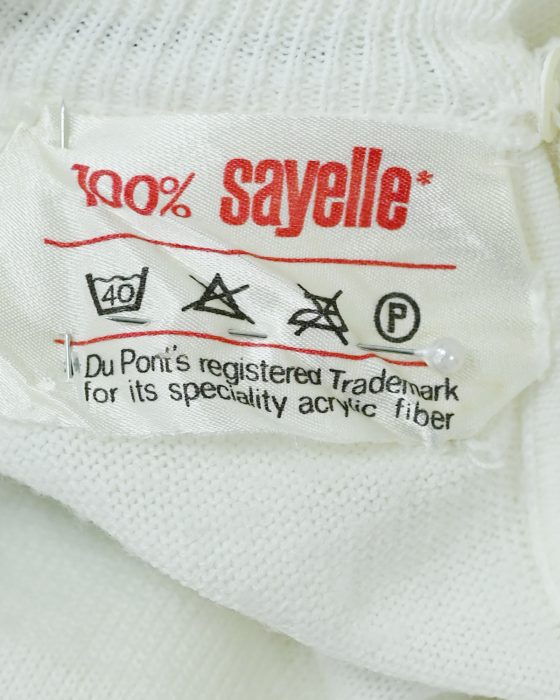 100% sayelle*
40 P
* Du Pont's registered Trademark
for its speciality acrylic fiber